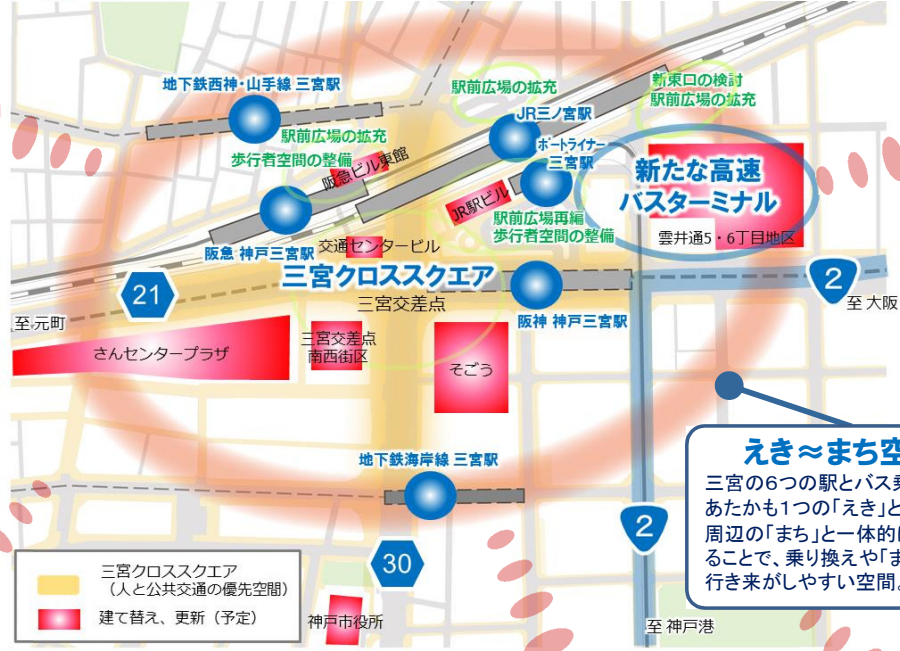 地下鉄西神・山手線 三宮駅
駅前広場の拡充
新東口の検討
駅前広場の拡充
JR三ノ宮駅
駅前広場の拡充
歩行者空間の整備
ポートライナー
三宮駅
阪急ビル東館
新たな高速
バスターミナル
JR駅ビル
駅前広場再編
歩行者空間の整備
雲井通5・6丁目地区
阪急 神戸三宮駅
交通センタービル
三宮クロススクエア
三宮交差点
21
2
至 大阪
阪神 神戸三宮駅
至 元町
さんセンタープラザ
三宮交差点
南西街区
そごう
えき≈まち空
三宮の6つの駅とバス乗
あたかも1つの「えき」と
周辺の「まち」と一体的に
ることで、乗り換えや「ま
行き来がしやすい空間。
地下鉄海岸線 三宮駅
2
30
三宮クロススクエア
（人と公共交通の優先空間）
建て替え、更新（予定）
神戸市役所
至 神戸港